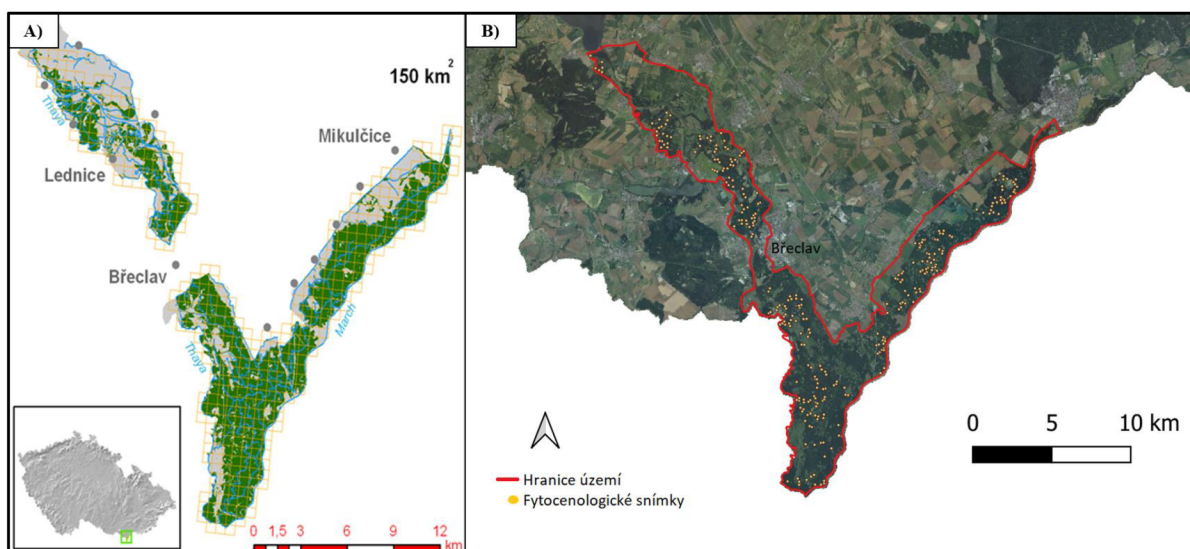 A)
150 km²
Thaya
Mikulčice
Lednice
Břeclav
March
Thaya
0 1,5 3 6 9 12
km
B)
Břeclav
0 5 10 km
Hranice území
Fytocenologické snímky